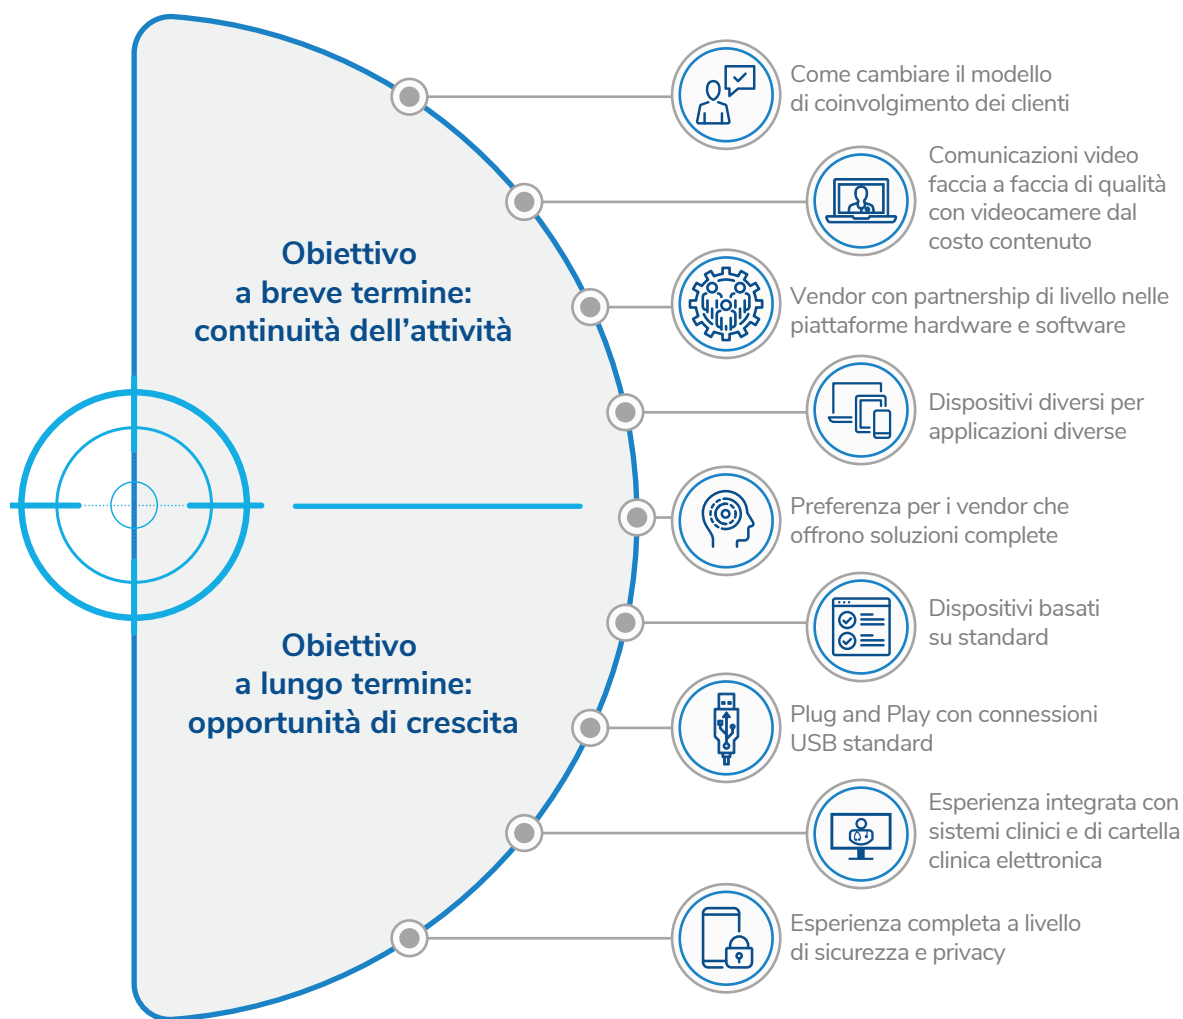 Obiettivo
a breve termine:
continuità dell’attività
Obiettivo
a lungo termine:
opportunità di crescita
Come cambiare il modello
di coinvolgimento dei clienti
Comunicazioni video
faccia a faccia di qualità
con videocamere dal
costo contenuto
Vendor con partnership di livello nelle
piattaforme hardware e software
Dispositivi diversi per
applicazioni diverse
Preferenza per i vendor che
offrono soluzioni complete
Dispositivi basati
su standard
Plug and Play con connessioni
USB standard
Esperienza integrata con
sistemi clinici e di cartella
clinica elettronica
Esperienza completa a livello
di sicurezza e privacy